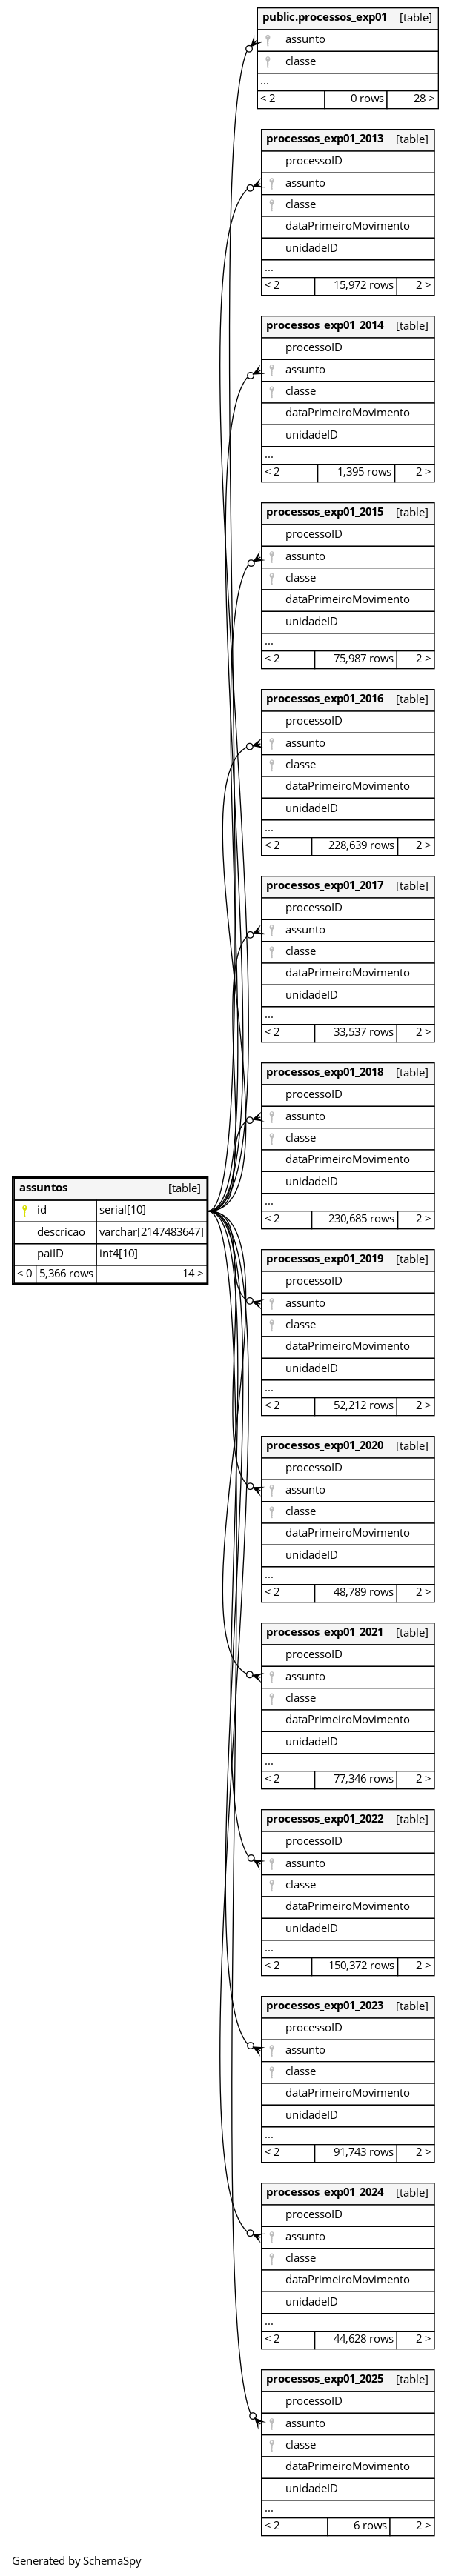 public.processos_exp01 [table]
assunto
classe
...
< 2 0 rows 28 >
processos_exp01_2013 [table]
processoID
assunto
classe
dataPrimeiroMovimento
unidadeID
...
< 2 15,972 rows 2 >
processos_exp01_2014 [table]
processoID
assunto
classe
dataPrimeiroMovimento
unidadeID
...
< 2 1,395 rows 2 >
processos_exp01_2015 [table]
processoID
assunto
classe
dataPrimeiroMovimento
unidadeID
...
< 2 75,987 rows 2 >
processos_exp01_2016 [table]
processoID
assunto
classe
dataPrimeiroMovimento
unidadeID
...
< 2 228,639 rows 2 >
processos_exp01_2017 [table]
processoID
assunto
classe
dataPrimeiroMovimento
unidadeID
...
< 2 33,537 rows 2 >
processos_exp01_2018 [table]
processoID
assunto
classe
dataPrimeiroMovimento
unidadeID
...
< 2 230,685 rows 2 >
assuntos [table]
id serial[10]
descricao varchar[2147483647]
paiID int4[10]
< 0 5,366 rows 14 >
processos_exp01_2019 [table]
processoID
assunto
classe
dataPrimeiroMovimento
unidadeID
...
< 2 52,212 rows 2 >
processos_exp01_2020 [table]
processoID
assunto
classe
dataPrimeiroMovimento
unidadeID
...
< 2 48,789 rows 2 >
processos_exp01_2021 [table]
processoID
assunto
classe
dataPrimeiroMovimento
unidadeID
...
< 2 77,346 rows 2 >
processos_exp01_2022 [table]
processoID
assunto
classe
dataPrimeiroMovimento
unidadeID
...
< 2 150,372 rows 2 >
processos_exp01_2023 [table]
processoID
assunto
classe
dataPrimeiroMovimento
unidadeID
...
< 2 91,743 rows 2 >
processos_exp01_2024 [table]
processoID
assunto
classe
dataPrimeiroMovimento
unidadeID
...
< 2 44,628 rows 2 >
processos_exp01_2025 [table]
processoID
assunto
classe
dataPrimeiroMovimento
unidadeID
...
< 2 6 rows 2 >
Generated by SchemaSpy